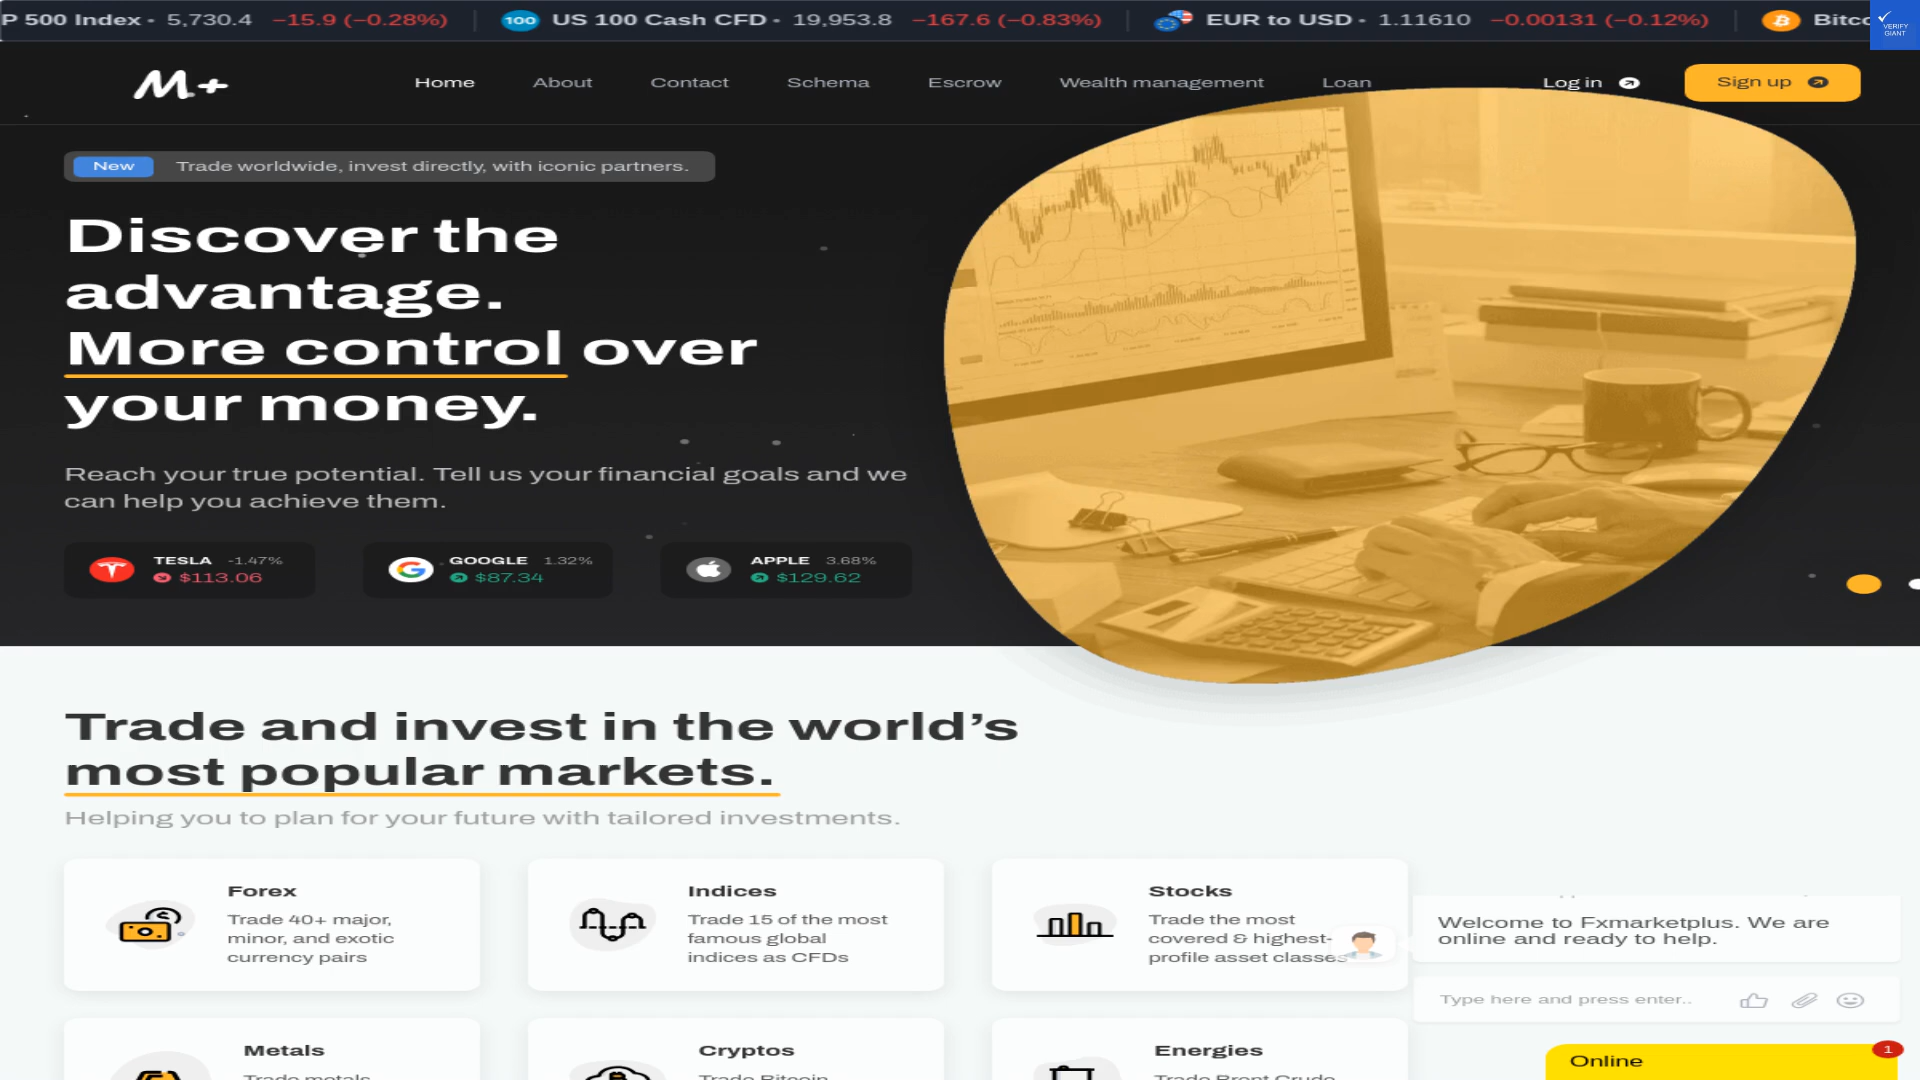 P 500 Index • 5,730.4 −15.9 (−0.28%) 100 US 100 Cash CFD • 19,953.8 −167.6 (−0.83%) EUR to USD • 1.11610 −0.00131 (−0.12%)
VERIFY
GIANT
M+ Home About Contact Schema Escrow Wealth management Loan Log in Sign up
New Trade worldwide, invest directly, with iconic partners.
Discover the
advantage.
More control over
your money.
Reach your true potential. Tell us your financial goals and we
can help you achieve them.
TESLA -1.47%
$113.06
GOOGLE 1.32%
$87.34
APPLE 3.68%
$129.62
Trade and invest in the world’s
most popular markets.
Helping you to plan for your future with tailored investments.
Forex
Trade 40+ major,
minor, and exotic
currency pairs
Indices
Trade 15 of the most
famous global
indices as CFDs
Stocks
Trade the most
covered & highest-
profile asset classes
Welcome to Fxmarketplus. We are
online and ready to help.
Type here and press enter..
Metals
Trade metals
Cryptos
Trade Bitcoin
Energies
Trade Brent Crude
Online
1